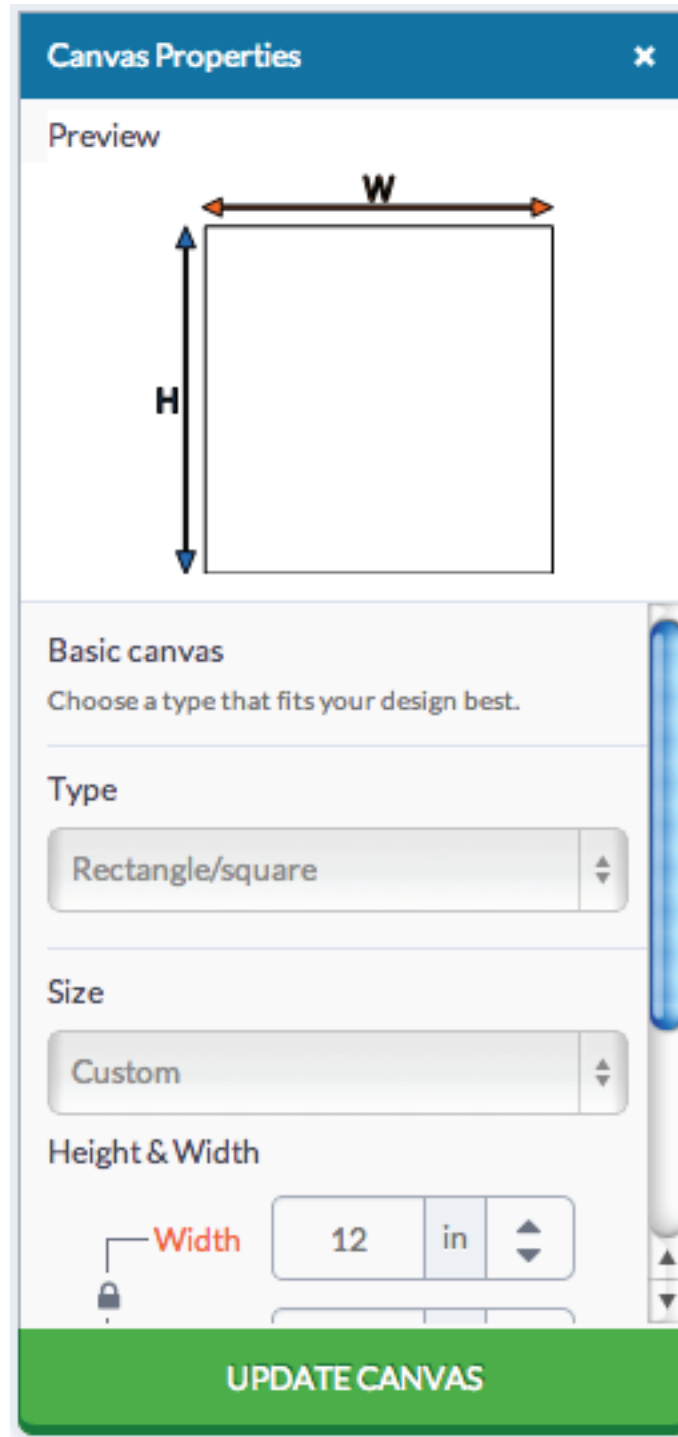 Canvas Properties ×
Preview
W
H
Basic canvas
Choose a type that fits your design best.
Type
Rectangle/square
Size
Custom
Height & Width
Width 12 in
UPDATE CANVAS